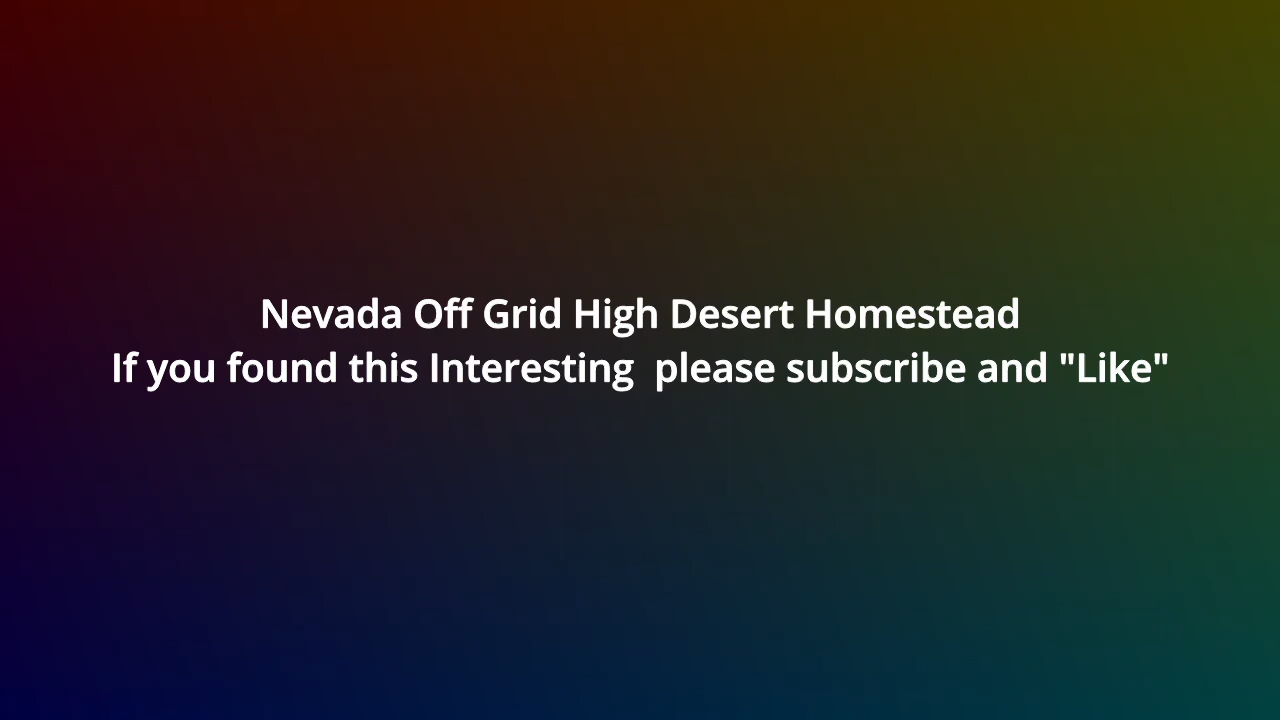 Nevada Off Grid High Desert Homestead
If you found this Interesting  please subscribe and "Like"